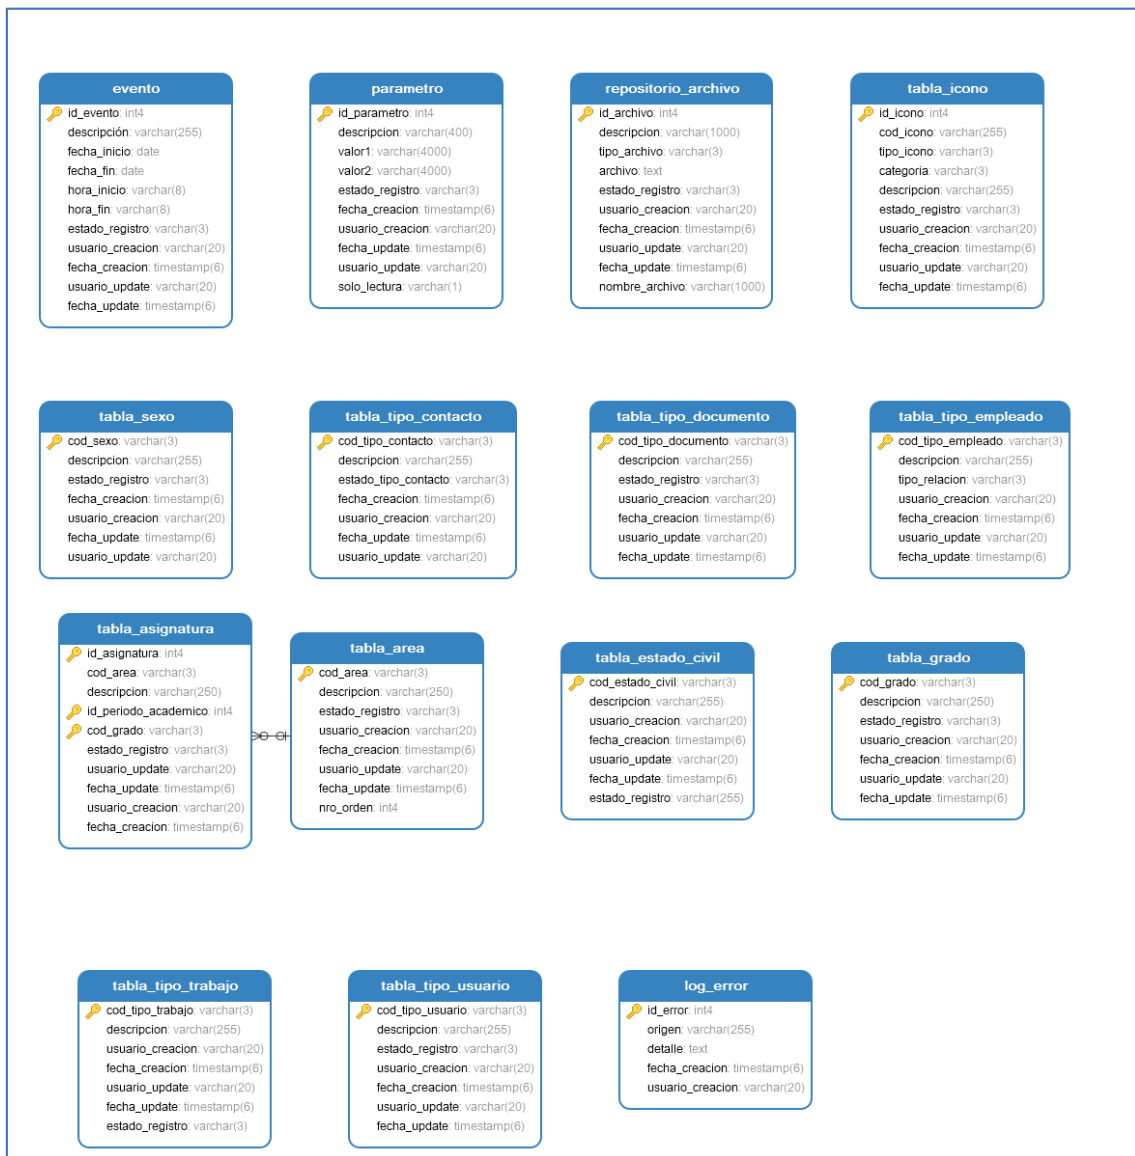 evento
id_evento: int4
descripción: varchar(255)
fecha_inicio: date
fecha_fin: date
hora_inicio: varchar(8)
hora_fin: varchar(8)
estado_registro: varchar(3)
usuario_creacion: varchar(20)
fecha_creacion: timestamp(6)
usuario_update: varchar(20)
fecha_update: timestamp(6)
parametro
id_parametro: int4
descripcion: varchar(400)
valor1: varchar(4000)
valor2: varchar(4000)
estado_registro: varchar(3)
fecha_creacion: timestamp(6)
usuario_creacion: varchar(20)
fecha_update: timestamp(6)
usuario_update: varchar(20)
solo_lectura: varchar(1)
repositorio_archivo
id_archivo: int4
descripcion: varchar(1000)
tipo_archivo: varchar(3)
archivo: text
estado_registro: varchar(3)
usuario_creacion: varchar(20)
fecha_creacion: timestamp(6)
usuario_update: varchar(20)
fecha_update: timestamp(6)
nombre_archivo: varchar(1000)
tabla_icono
id_icono: int4
cod_icono: varchar(255)
tipo_icono: varchar(3)
categoria: varchar(3)
descripcion: varchar(255)
estado_registro: varchar(3)
usuario_creacion: varchar(20)
fecha_creacion: timestamp(6)
usuario_update: varchar(20)
fecha_update: timestamp(6)
tabla_sexo
cod_sexo: varchar(3)
descripcion: varchar(255)
estado_registro: varchar(3)
fecha_creacion: timestamp(6)
usuario_creacion: varchar(20)
fecha_update: timestamp(6)
usuario_update: varchar(20)
tabla_tipo_contacto
cod_tipo_contacto: varchar(3)
descripcion: varchar(255)
estado_tipo_contacto: varchar(3)
fecha_creacion: timestamp(6)
usuario_creacion: varchar(20)
fecha_update: timestamp(6)
usuario_update: varchar(20)
tabla_tipo_documento
cod_tipo_documento: varchar(3)
descripcion: varchar(255)
estado_registro: varchar(3)
usuario_creacion: varchar(20)
fecha_creacion: timestamp(6)
usuario_update: varchar(20)
fecha_update: timestamp(6)
tabla_tipo_empleado
cod_tipo_empleado: varchar(3)
descripcion: varchar(255)
tipo_relacion: varchar(3)
usuario_creacion: varchar(20)
fecha_creacion: timestamp(6)
usuario_update: varchar(20)
fecha_update: timestamp(6)
tabla_asignatura
id_asignatura: int4
cod_area: varchar(3)
descripcion: varchar(250)
id_periodo_academico: int4
cod_grado: varchar(3)
estado_registro: varchar(3)
usuario_update: varchar(20)
fecha_update: timestamp(6)
usuario_creacion: varchar(20)
fecha_creacion: timestamp(6)
tabla_area
cod_area: varchar(3)
descripcion: varchar(250)
estado_registro: varchar(3)
usuario_creacion: varchar(20)
fecha_creacion: timestamp(6)
usuario_update: varchar(20)
fecha_update: timestamp(6)
nro_orden: int4
tabla_estado_civil
cod_estado_civil: varchar(3)
descripcion: varchar(255)
usuario_creacion: varchar(20)
fecha_creacion: timestamp(6)
usuario_update: varchar(20)
fecha_update: timestamp(6)
estado_registro: varchar(255)
tabla_grado
cod_grado: varchar(3)
descripcion: varchar(250)
estado_registro: varchar(3)
usuario_creacion: varchar(20)
fecha_creacion: timestamp(6)
usuario_update: varchar(20)
fecha_update: timestamp(6)
tabla_tipo_trabajo
cod_tipo_trabajo: varchar(3)
descripcion: varchar(255)
usuario_creacion: varchar(20)
fecha_creacion: timestamp(6)
usuario_update: varchar(20)
fecha_update: timestamp(6)
estado_registro: varchar(3)
tabla_tipo_usuario
cod_tipo_usuario: varchar(3)
descripcion: varchar(255)
estado_registro: varchar(3)
usuario_creacion: varchar(20)
fecha_creacion: timestamp(6)
usuario_update: varchar(20)
fecha_update: timestamp(6)
log_error
id_error: int4
origen: varchar(255)
detalle: text
fecha_creacion: timestamp(6)
usuario_creacion: varchar(20)